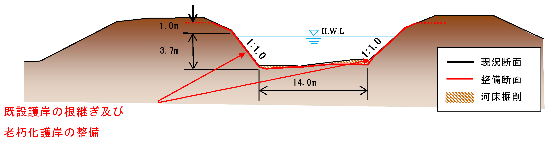 1.0m
H.W.L
1:1.0
1:1.0
3.7m
14.0m
既設護岸の根継ぎ及び
老朽化護岸の整備
現況断面
整備断面
河床掘削